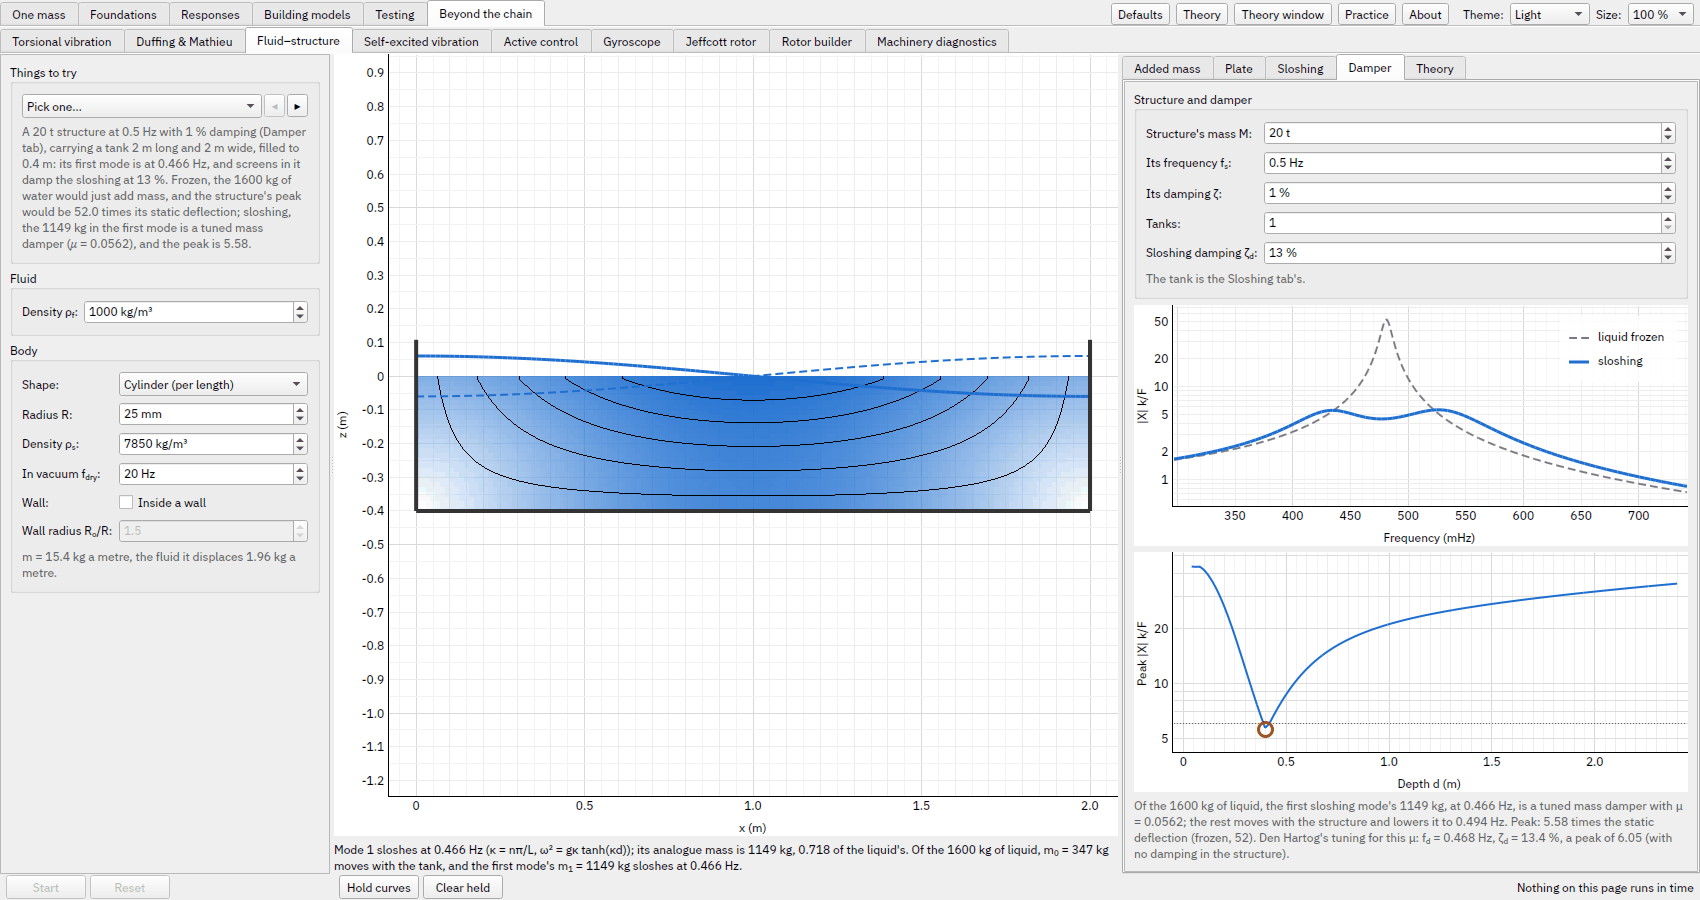 One mass Foundations Responses Building models Testing Beyond the chain Defaults Theory Theory window Practice About Theme: Light Size: 100 %
Torsional vibration Duffing & Mathieu Fluid–structure Self-excited vibration Active control Gyroscope Jeffcott rotor Rotor builder Machinery diagnostics
Things to try
Pick one...
A 20 t structure at 0.5 Hz with 1 % damping (Damper
tab), carrying a tank 2 m long and 2 m wide, filled to
0.4 m: its first mode is at 0.466 Hz, and screens in it
damp the sloshing at 13 %. Frozen, the 1600 kg of
water would just add mass, and the structure's peak
would be 52.0 times its static deflection; sloshing,
the 1149 kg in the first mode is a tuned mass
damper (μ = 0.0562), and the peak is 5.58.
Fluid
Density ρf: 1000 kg/m³
Body
Shape: Cylinder (per length)
Radius R: 25 mm
Density ρs: 7850 kg/m³
In vacuum fdry: 20 Hz
Wall: Inside a wall
Wall radius Ro/R: 1.5
m = 15.4 kg a metre, the fluid it displaces 1.96 kg a
metre.
Start Reset
0.9
0.8
0.7
0.6
0.5
0.4
0.3
0.2
0.1
0
-0.1
-0.2
-0.3
-0.4
-0.5
-0.6
-0.7
-0.8
-0.9
-1.0
-1.1
-1.2
z (m)
0 0.5 1.0 1.5 2.0
x (m)
Mode 1 sloshes at 0.466 Hz (κ = nπ/L, ω² = gκ tanh(κd)); its analogue mass is 1149 kg, 0.718 of the liquid's. Of the 1600 kg of liquid, m₀ = 347 kg
moves with the tank, and the first mode's m₁ = 1149 kg sloshes at 0.466 Hz.
Hold curves Clear held
Added mass Plate Sloshing Damper Theory
Structure and damper
Structure's mass M: 20 t
Its frequency fs: 0.5 Hz
Its damping ζ: 1 %
Tanks: 1
Sloshing damping ζd: 13 %
The tank is the Sloshing tab's.
50
20
10
5
2
1
|X| k/F
liquid frozen
sloshing
350 400 450 500 550 600 650 700
Frequency (mHz)
20
10
5
Peak |X| k/F
0 0.5 1.0 1.5 2.0
Depth d (m)
Of the 1600 kg of liquid, the first sloshing mode's 1149 kg, at 0.466 Hz, is a tuned mass damper with μ
= 0.0562; the rest moves with the structure and lowers it to 0.494 Hz. Peak: 5.58 times the static
deflection (frozen, 52). Den Hartog's tuning for this μ: fd = 0.468 Hz, ζd = 13.4 %, a peak of 6.05 (with
no damping in the structure).
Nothing on this page runs in time